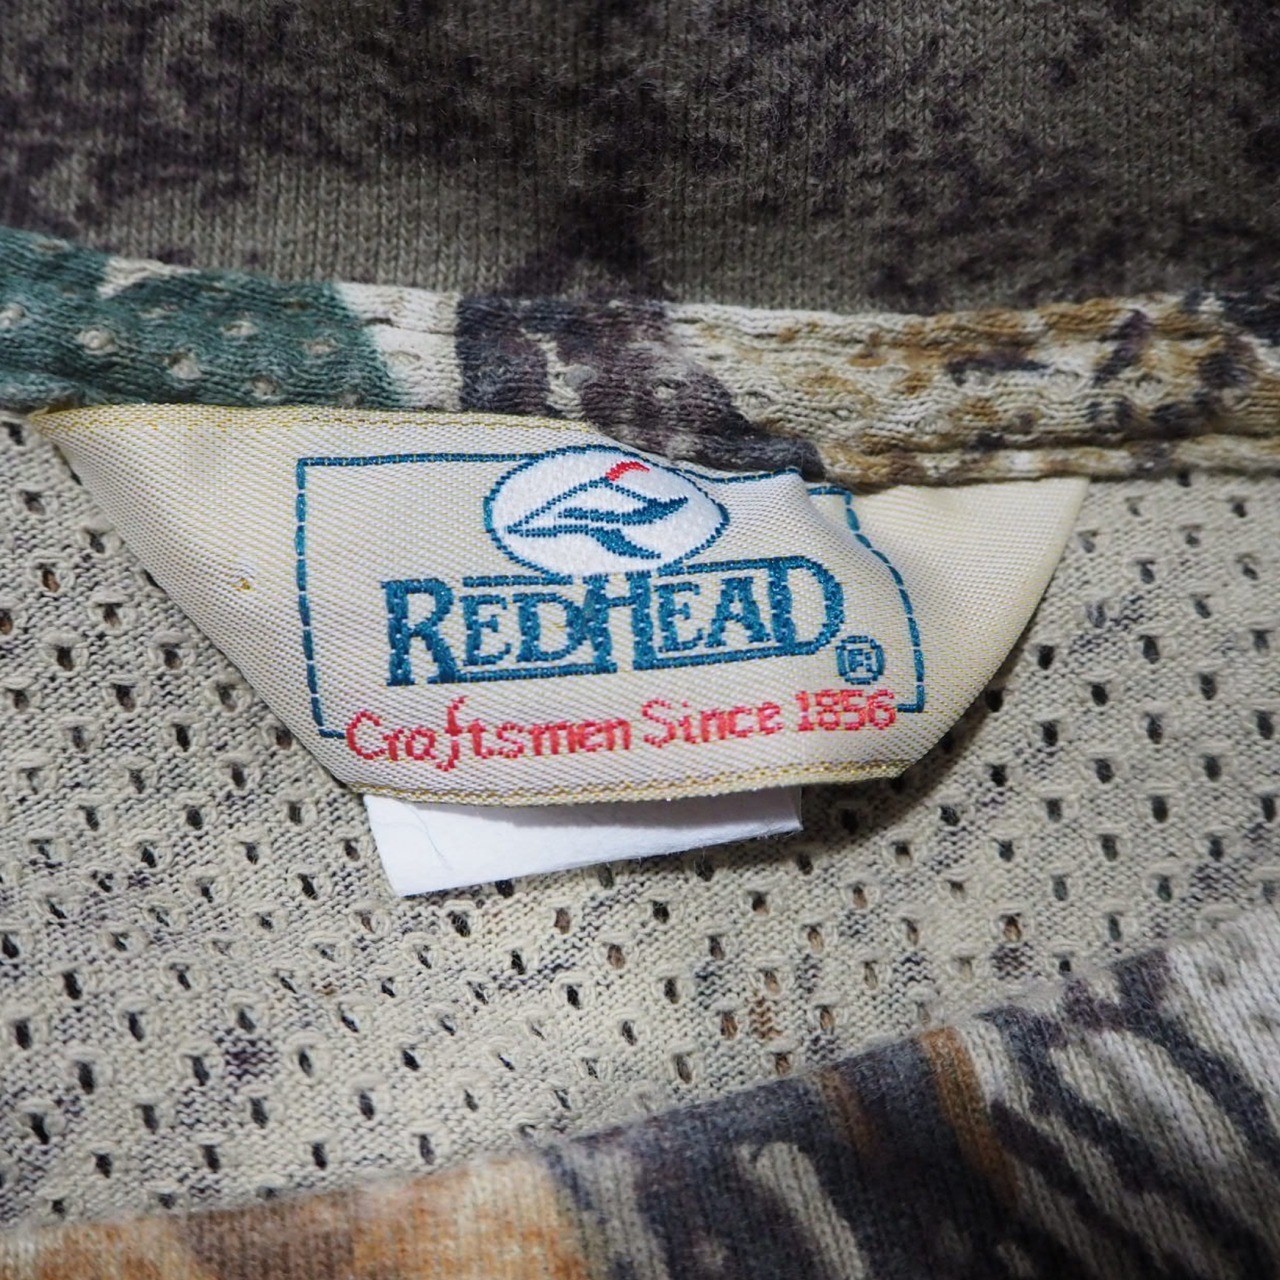 REDHEAD®
Craftsmen Since 1856